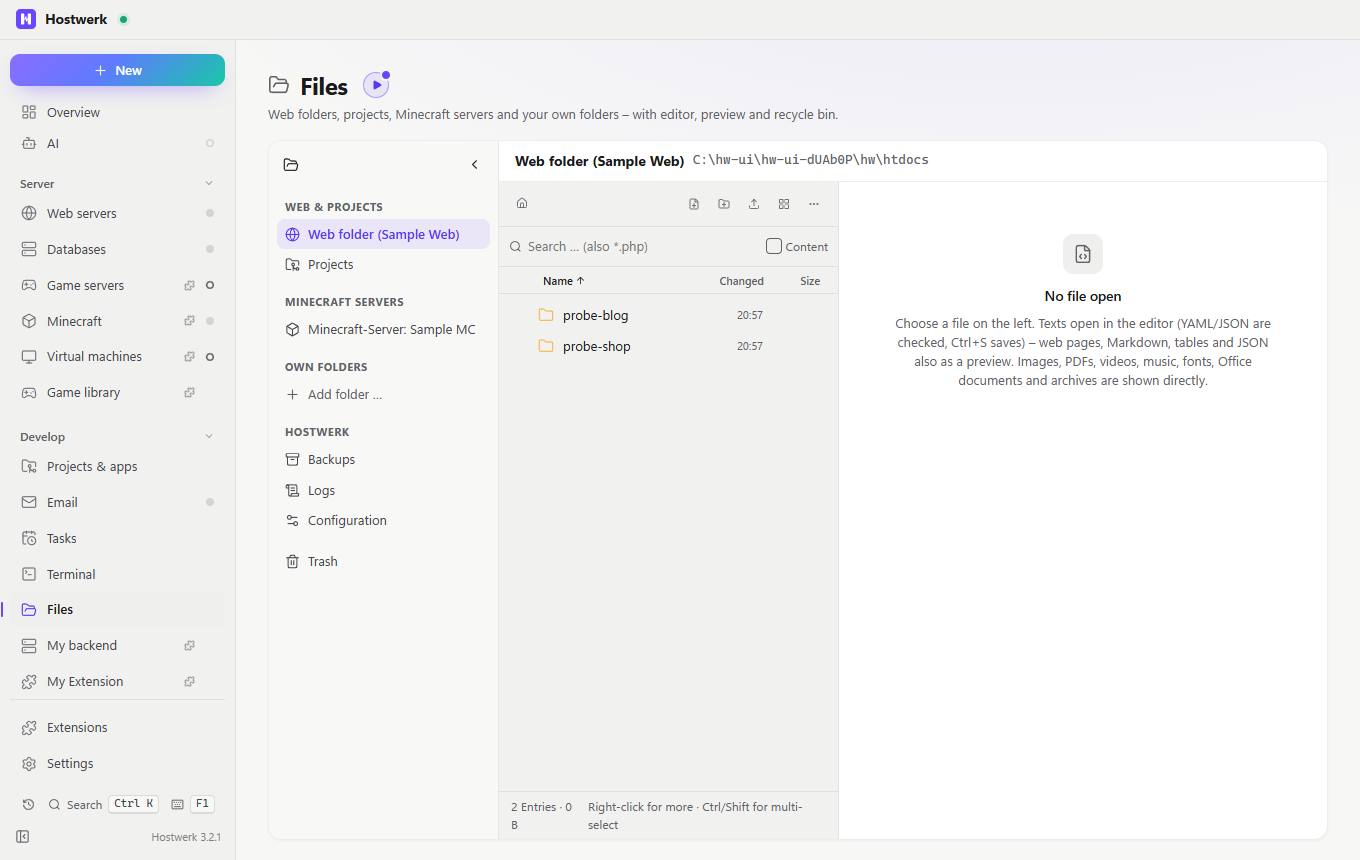 Hostwerk
New
Overview
AI
Server
Web servers
Databases
Game servers
Minecraft
Virtual machines
Game library
Develop
Projects & apps
Email
Tasks
Terminal
Files
My backend
My Extension
Extensions
Settings
Search Ctrl K F1
Hostwerk 3.2.1
Files
Web folders, projects, Minecraft servers and your own folders – with editor, preview and recycle bin.
WEB & PROJECTS
Web folder (Sample Web)
Projects
MINECRAFT SERVERS
Minecraft-Server: Sample MC
OWN FOLDERS
Add folder ...
HOSTWERK
Backups
Logs
Configuration
Trash
Web folder (Sample Web) C:\hw-ui\hw-ui-dUAb0P\hw\htdocs
Search ... (also *.php) Content
Name ↑ Changed Size
probe-blog 20:57
probe-shop 20:57
2 Entries · 0
B
Right-click for more · Ctrl/Shift for multi-
select
No file open
Choose a file on the left. Texts open in the editor (YAML/JSON are
checked, Ctrl+S saves) – web pages, Markdown, tables and JSON
also as a preview. Images, PDFs, videos, music, fonts, Office
documents and archives are shown directly.